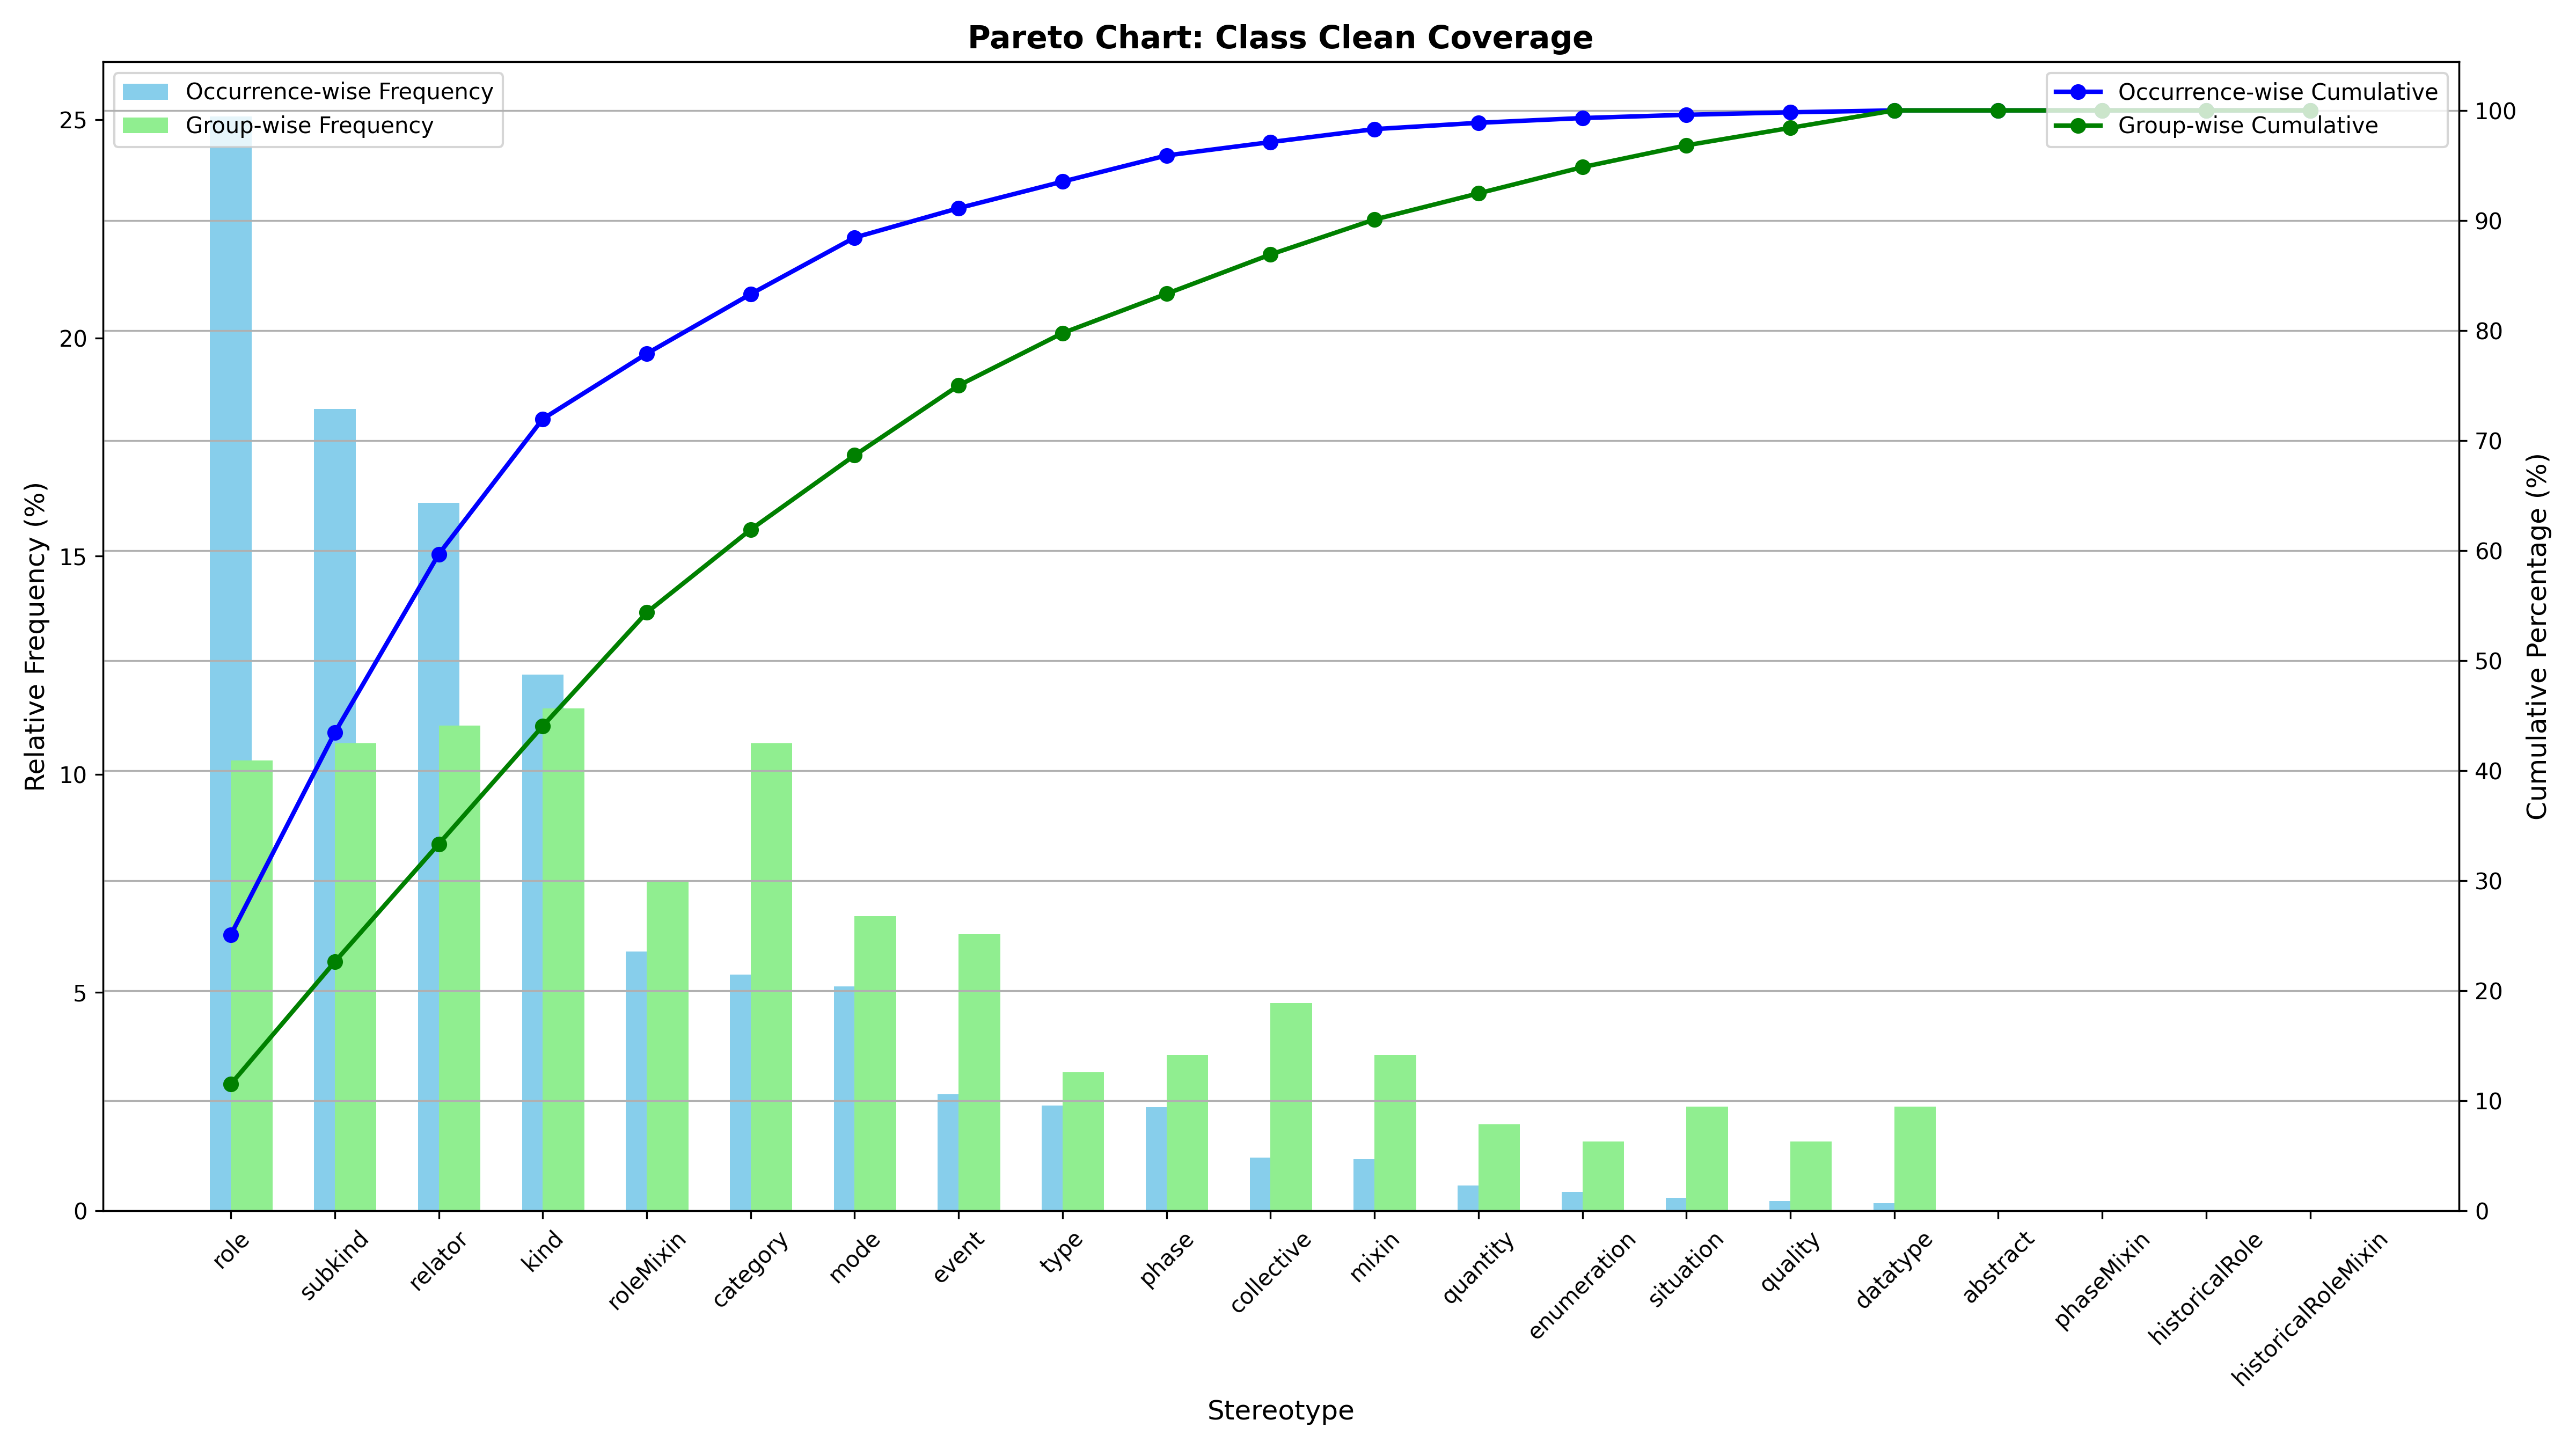 Pareto Chart: Class Clean Coverage
Occurrence-wise Frequency
Group-wise Frequency
Occurrence-wise Cumulative
Group-wise Cumulative
Relative Frequency (%)
25
20
15
10
5
0
Cumulative Percentage (%)
100
90
80
70
60
50
40
30
20
10
0
role
subkind
relator
kind
roleMixin
category
mode
event
type
phase
collective
mixin
quantity
enumeration
situation
quality
datatype
abstract
phaseMixin
historicalRole
historicalRoleMixin
Stereotype